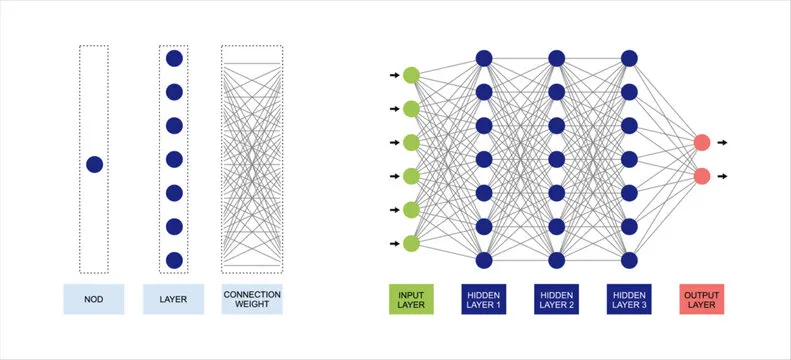 NOD
LAYER
CONNECTION
WEIGHT
INPUT
LAYER
HIDDEN
LAYER 1
HIDDEN
LAYER 2
HIDDEN
LAYER 3
OUTPUT
LAYER